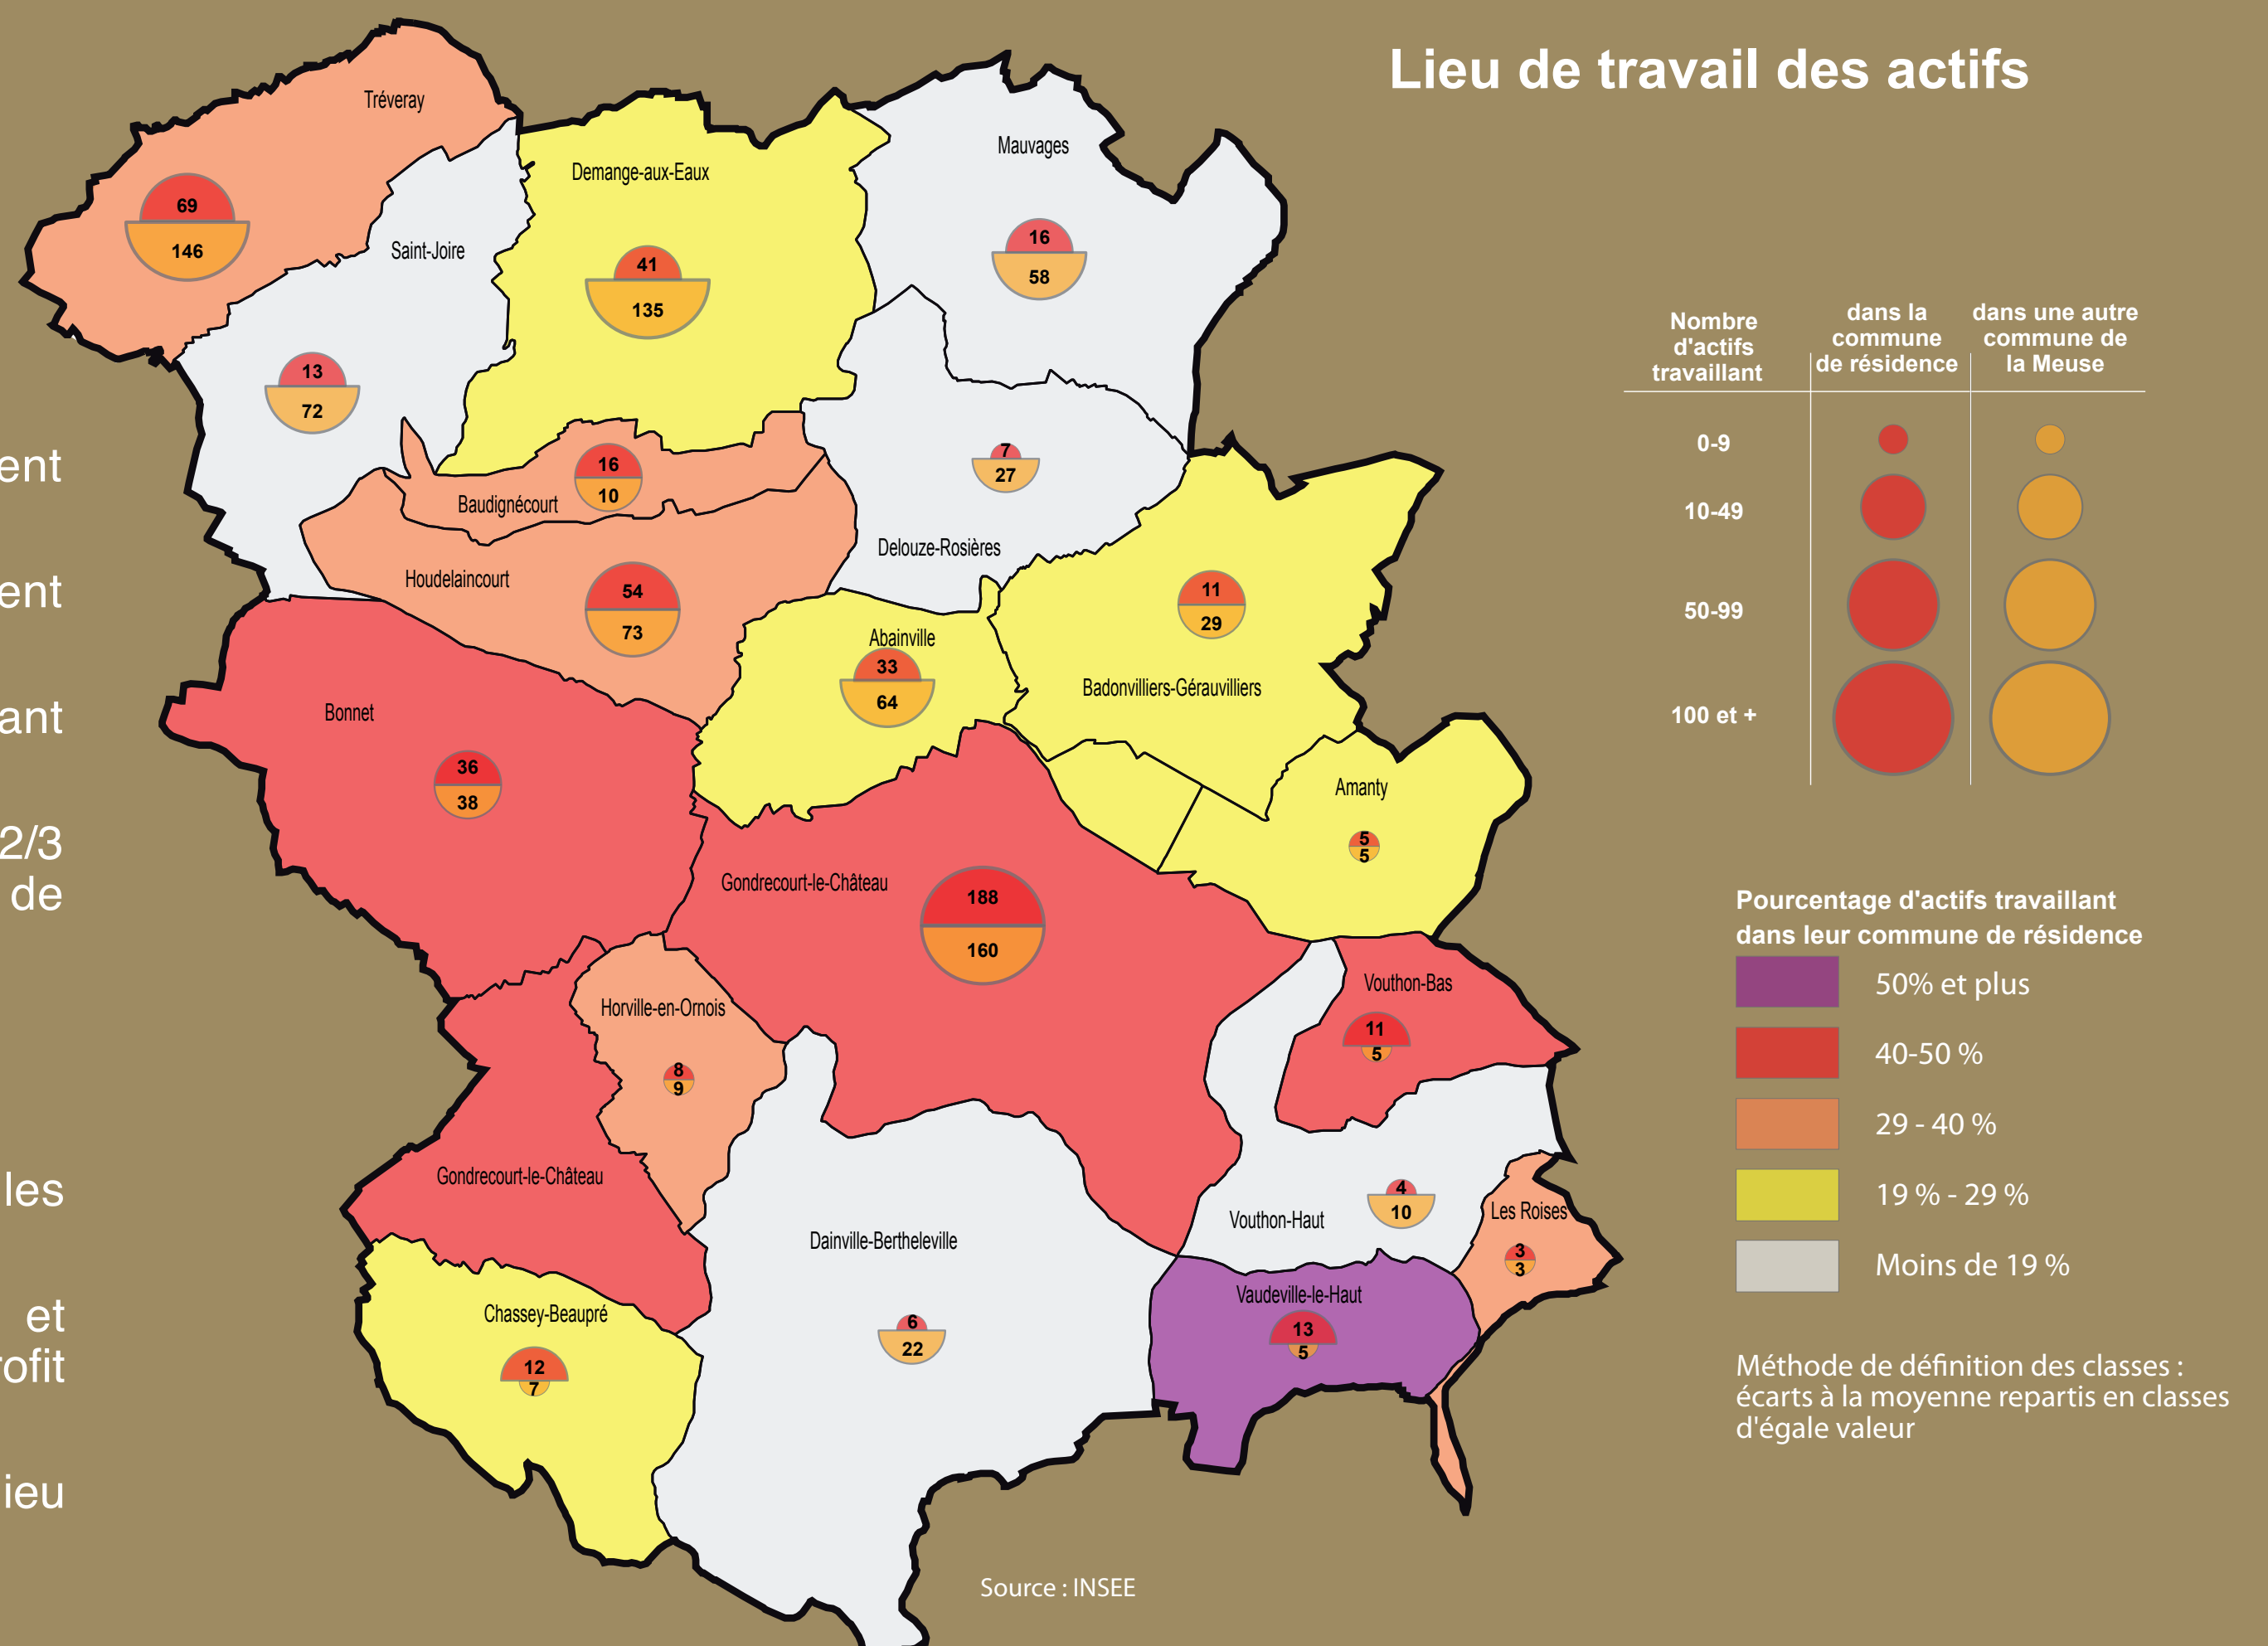 Lieu de travail des actifs
Tréveray
69
146
Saint-Joire
13
72
Demange-aux-Eaux
41
135
Mauvages
16
58
Baudignécourt
16
10
Houdelaincourt
54
73
Delouze-Rosières
7
27
Abainville
33
64
Badonvilliers-Gérauvilliers
11
29
Bonnet
36
38
Amanty
5
5
Gondrecourt-le-Château
188
160
Horville-en-Ornois
8
9
Gondrecourt-le-Château
Vouthon-Bas
11
5
Vouthon-Haut
4
10
Les Roises
3
3
Dainville-Bertheleville
6
22
Vaudeville-le-Haut
13
5
Chassey-Beaupré
12
7
Source : INSEE
Nombre
d'actifs
travaillant
dans la
commune
de résidence
dans une autre
commune de
la Meuse
0-9
10-49
50-99
100 et +
Pourcentage d'actifs travaillant
dans leur commune de résidence
50% et plus
40-50 %
29 - 40 %
19 % - 29 %
Moins de 19 %
Méthode de définition des classes :
écarts à la moyenne repartis en classes
d'égale valeur
ent
ent
ant
2/3
de
les
et
ofit
ieu